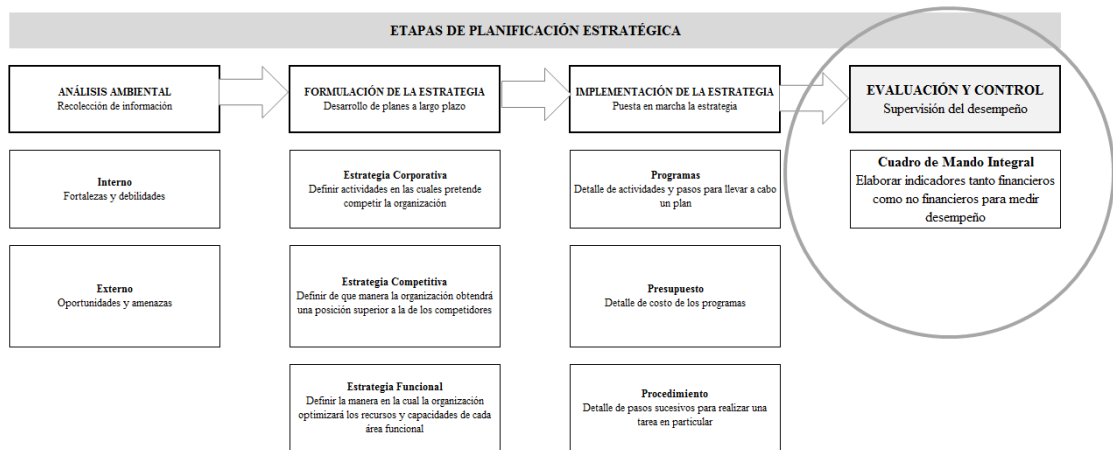 ETAPAS DE PLANIFICACIÓN ESTRATÉGICA
ANÁLISIS AMBIENTAL
Recolección de información
FORMULACIÓN DE LA ESTRATEGIA
Desarrollo de planes a largo plazo
IMPLEMENTACIÓN DE LA ESTRATEGIA
Puesta en marcha la estrategia
EVALUACIÓN Y CONTROL
Supervisión del desempeño
Interno
Fortalezas y debilidades
Estrategia Corporativa
Definir actividades en las cuales pretende
competir la organización
Programas
Detalle de actividades y pasos para llevar a cabo
un plan
Cuadro de Mando Integral
Elaborar indicadores tanto financieros
como no financieros para medir
desempeño
Externo
Oportunidades y amenazas
Estrategia Competitiva
Definir de que manera la organización obtendrá
una posición superior a la de los competidores
Presupuesto
Detalle de costo de los programas
Estrategia Funcional
Definir la manera en la cual la organización
optimizará los recursos y capacidades de cada
área funcional
Procedimiento
Detalle de pasos sucesivos para realizar una
tarea en particular